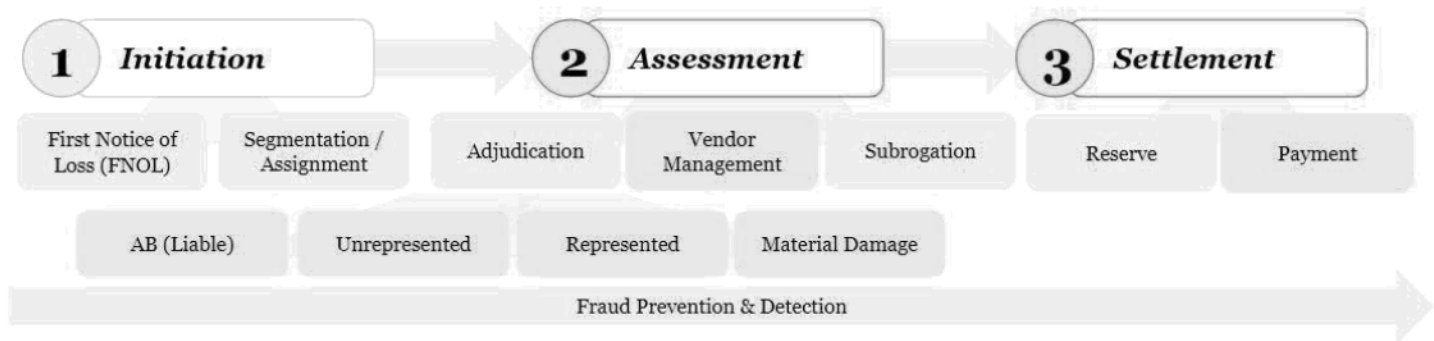 1 Initiation
2 Assessment
3 Settlement
First Notice of
Loss (FNOL)
Segmentation /
Assignment
Adjudication
Vendor
Management
Subrogation
Reserve
Payment
AB (Liable)
Unrepresented
Represented
Material Damage
Fraud Prevention & Detection